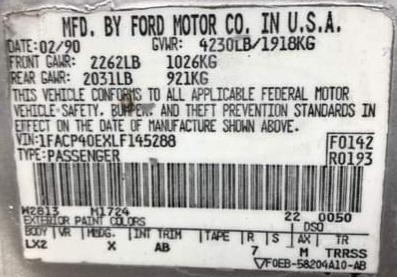 MFD. BY FORD MOTOR CO. IN U.S.A.
DATE: 02/90 GVWR: 4230LB/1918KG
FRONT GAWR: 2262LB 1026KG
REAR GAWR: 2031LB 921KG
THIS VEHICLE CONFORMS TO ALL APPLICABLE FEDERAL MOTOR
VEHICLE SAFETY, BUMPER, AND THEFT PREVENTION STANDARDS IN
EFFECT ON THE DATE OF MANUFACTURE SHOWN ABOVE.
VIN: 1FACP40EXLF145288 F0142
TYPE: PASSENGER R0193
W2813 M1724 22 0050
EXTERIOR PAINT COLORS DSO
BODY VR MLDG. INT TRIM TAPE R S AX TR
LX2 X AB 7 M TRRSS
F0EB-58204A10-AB